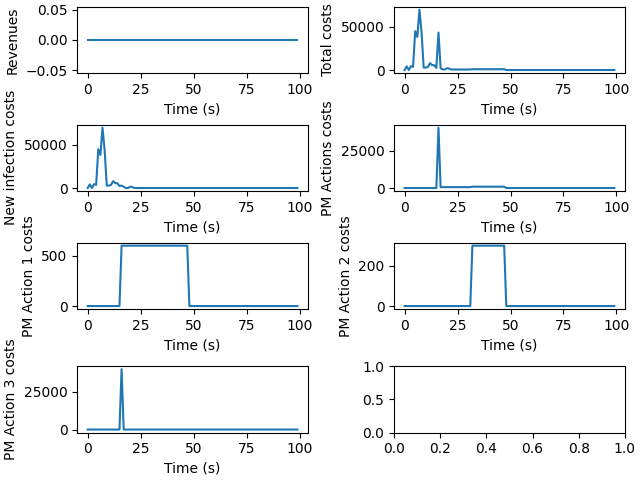 Revenues
0.05
0.00
−0.05
0 25 50 75 100
Time (s)
Total costs
50000
0
0 25 50 75 100
Time (s)
New infection costs
50000
0
0 25 50 75 100
Time (s)
PM Actions costs
25000
0
0 25 50 75 100
Time (s)
PM Action 1 costs
500
0
0 25 50 75 100
Time (s)
PM Action 2 costs
200
0
0 25 50 75 100
Time (s)
PM Action 3 costs
25000
0
0 25 50 75 100
Time (s)
1.0
0.5
0.0
0.0 0.2 0.4 0.6 0.8 1.0